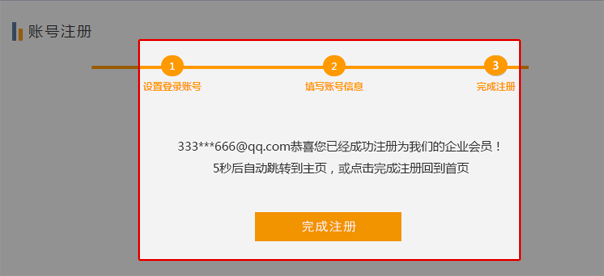 账号注册
1 2 3
设置登录账号 填写账号信息 完成注册
333***666@qq.com恭喜您已经成功注册为我们的企业会员！
5秒后自动跳转到主页，或点击完成注册回到首页
完成注册